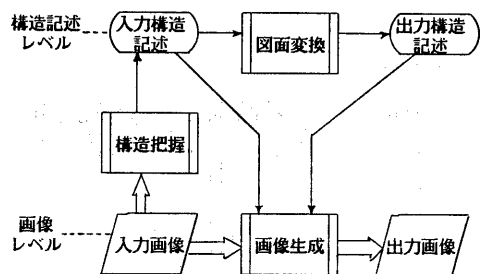 構造記述
レベル
入力構造
記述
図面変換
出力構造
記述
構造把握
画像
レベル
入力画像
画像生成
出力画像